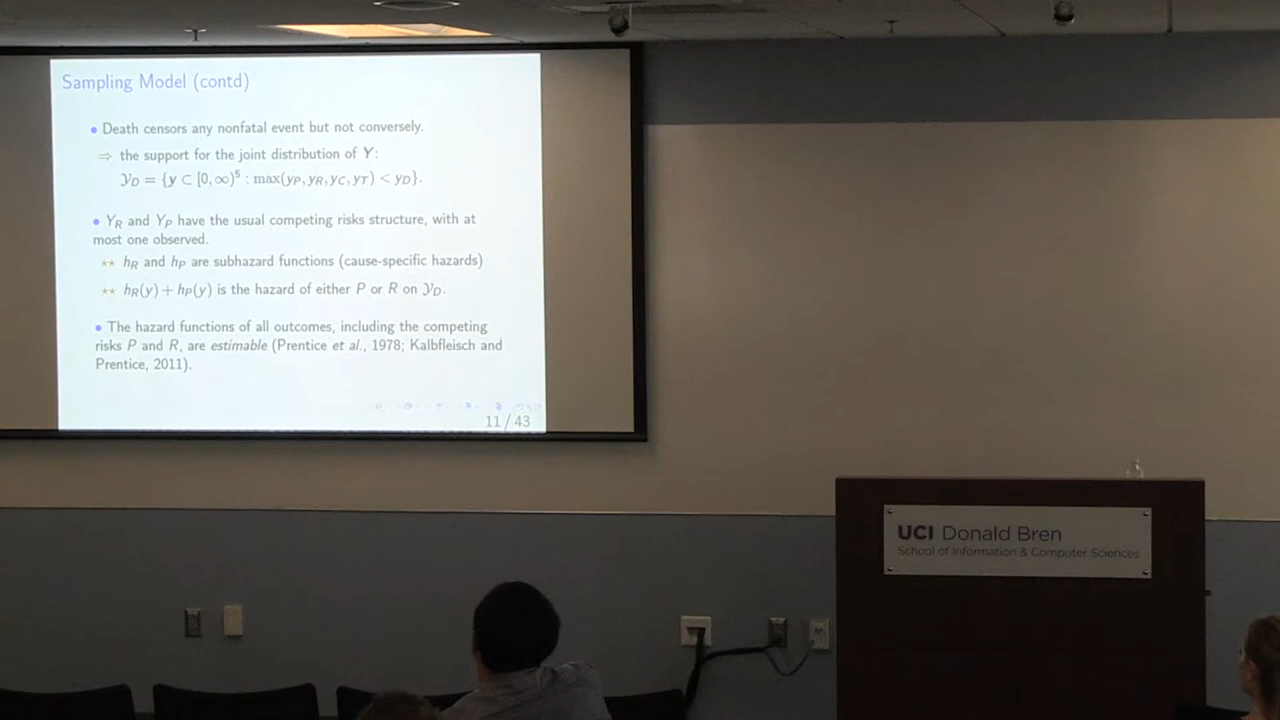 Sampling Model (contd)
• Death censors any nonfatal event but not conversely.
⇒ the support for the joint distribution of Y:
𝒴_D = {y ⊂ [0, ∞)⁵ : max(y_P, y_R, y_C, y_T) < y_D}.
• Y_R and Y_P have the usual competing risks structure, with at
most one observed.
⋆⋆ h_R and h_P are subhazard functions (cause-specific hazards)
⋆⋆ h_R(y) + h_P(y) is the hazard of either P or R on 𝒴_D.
• The hazard functions of all outcomes, including the competing
risks P and R, are estimable (Prentice et al., 1978; Kalbfleisch and
Prentice, 2011).
11 / 43
UCI Donald Bren
School of Information & Computer Sciences